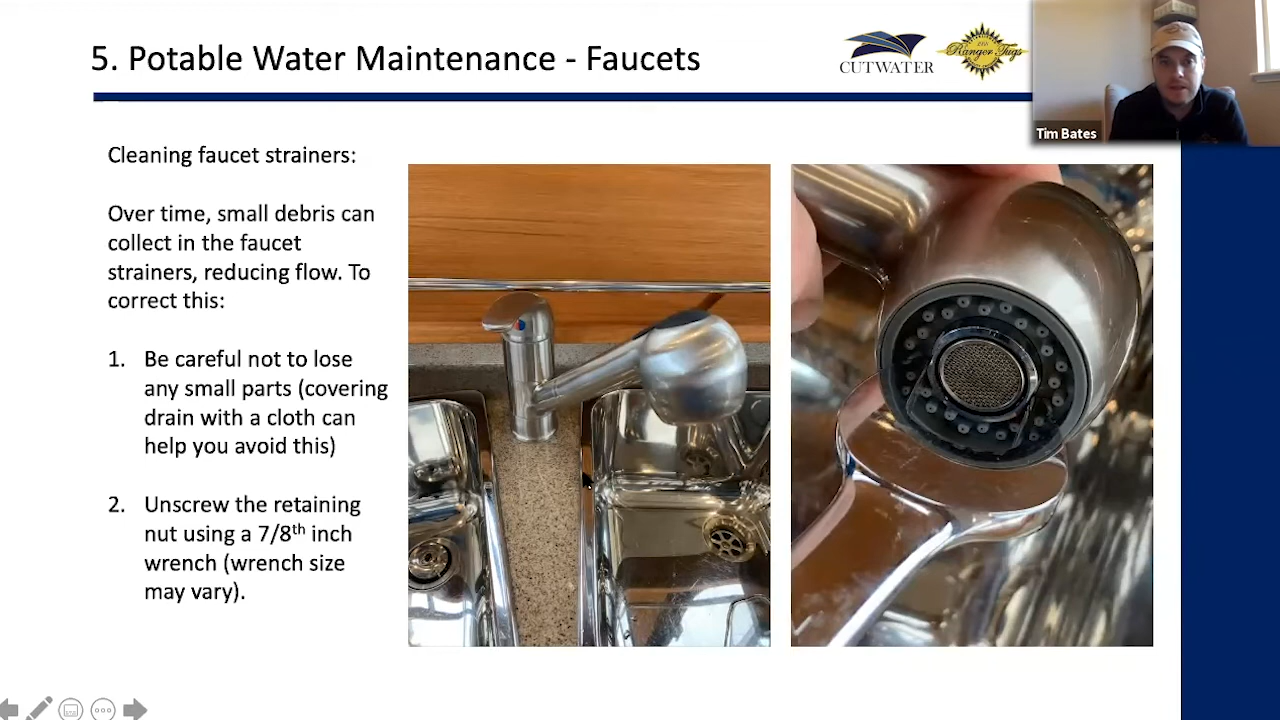 5. Potable Water Maintenance - Faucets
CUTWATER
Ranger Tugs
Tim Bates
Cleaning faucet strainers:
Over time, small debris can
collect in the faucet
strainers, reducing flow. To
correct this:
1. Be careful not to lose
any small parts (covering
drain with a cloth can
help you avoid this)
2. Unscrew the retaining
nut using a 7/8th inch
wrench (wrench size
may vary).